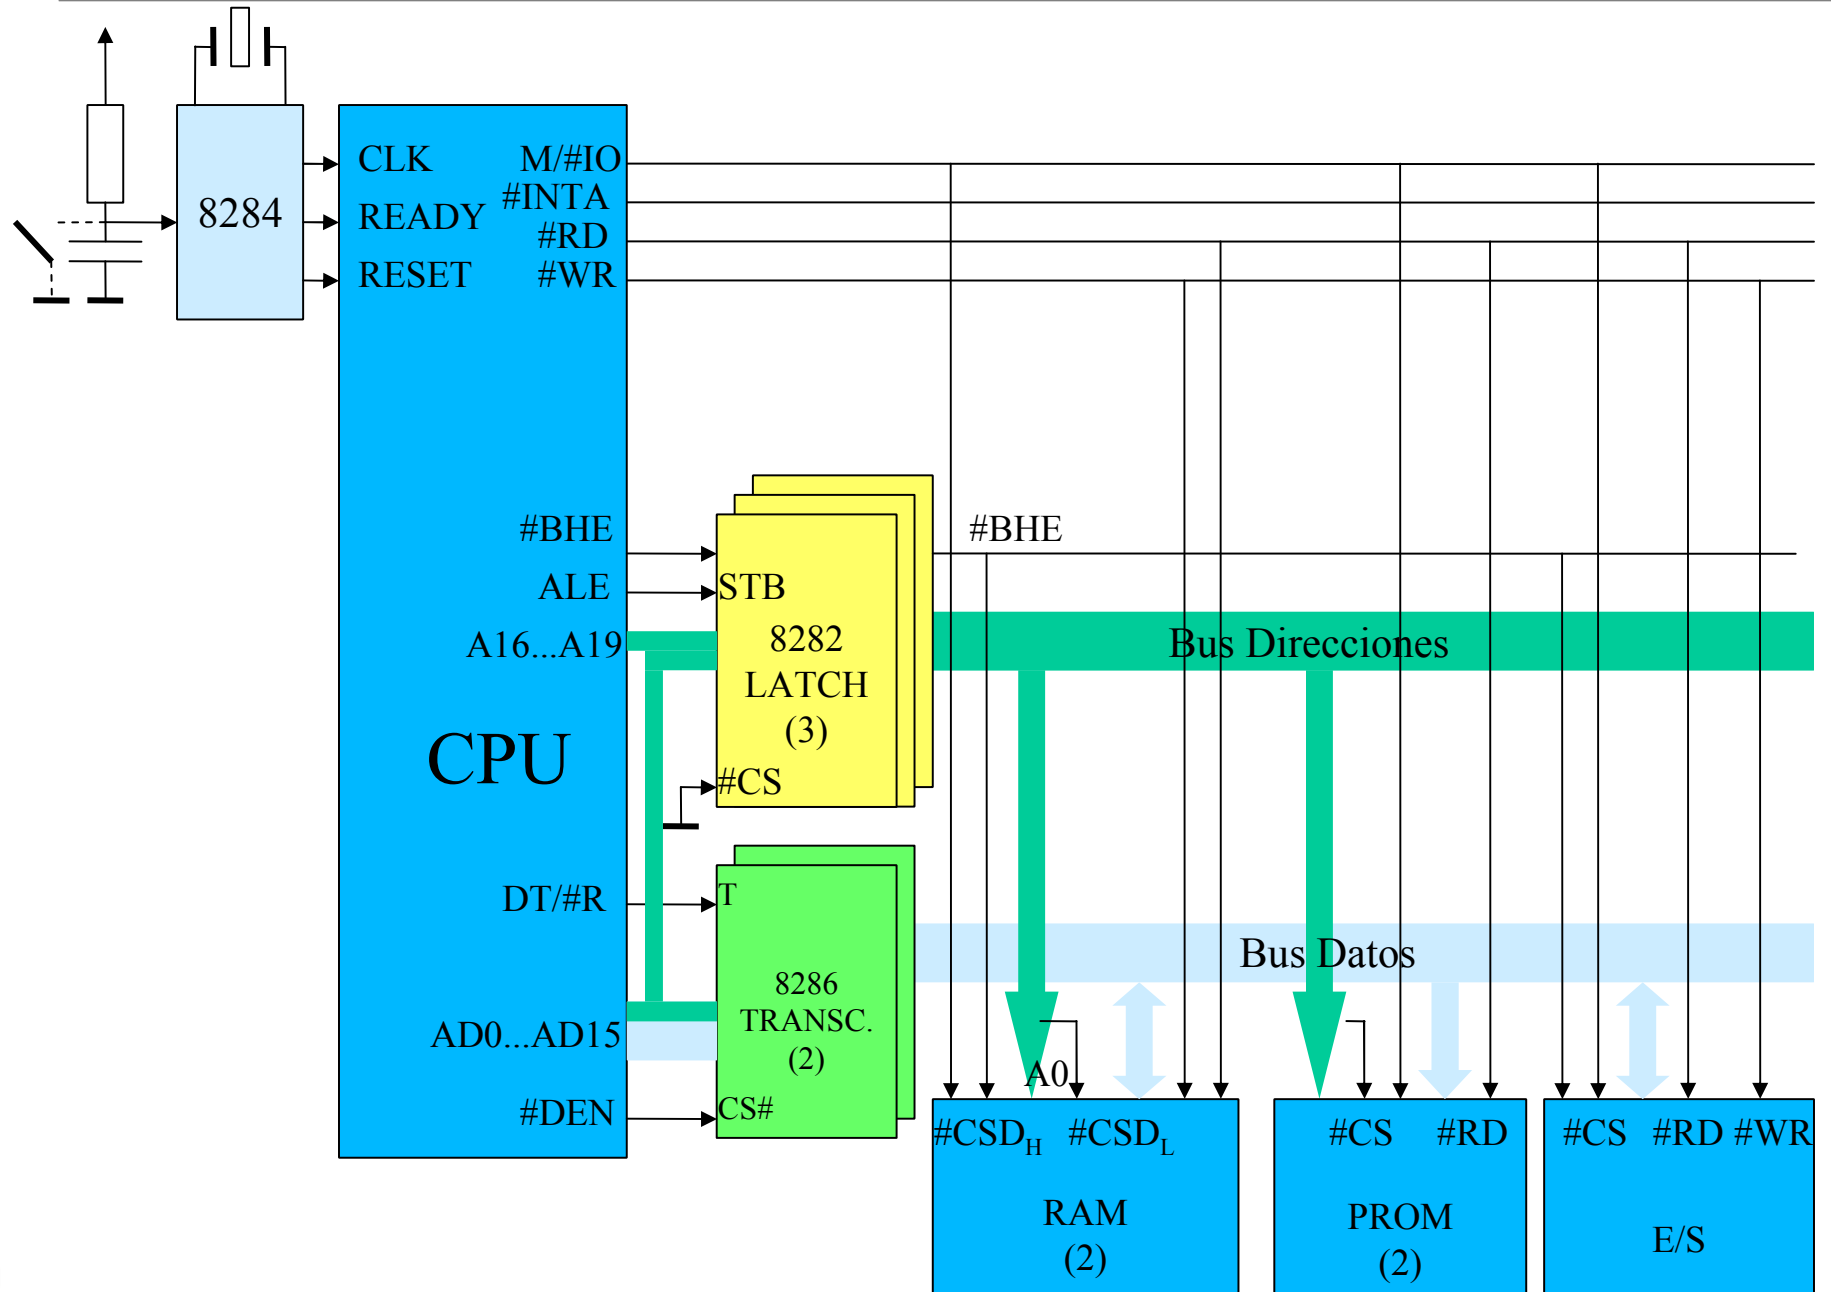 8284
CLK
READY
RESET
M/#IO
#INTA
#RD
#WR
#BHE
ALE
A16...A19
CPU
DT/#R
AD0...AD15
#DEN
STB
8282
LATCH
(3)
#CS
T
8286
TRANSC.
(2)
CS#
#BHE
Bus Direcciones
Bus Datos
A0
#CSDH #CSDL
RAM
(2)
#CS #RD
PROM
(2)
#CS #RD #WR
E/S